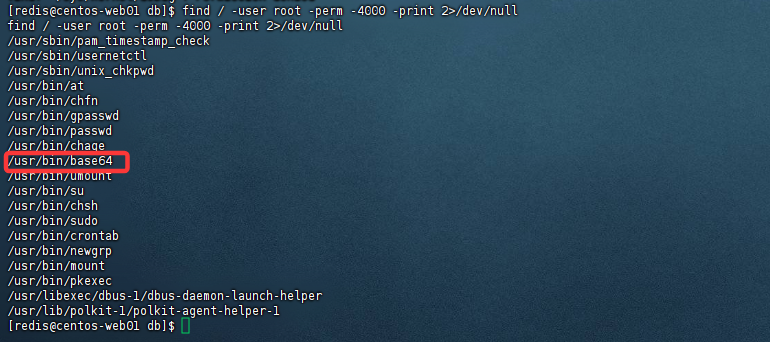 [redis@centos-web01 db]$ find / -user root -perm -4000 -print 2>/dev/null
find / -user root -perm -4000 -print 2>/dev/null
/usr/sbin/pam_timestamp_check
/usr/sbin/usernetctl
/usr/sbin/unix_chkpwd
/usr/bin/at
/usr/bin/chfn
/usr/bin/gpasswd
/usr/bin/passwd
/usr/bin/chage
/usr/bin/base64
/usr/bin/umount
/usr/bin/su
/usr/bin/chsh
/usr/bin/sudo
/usr/bin/crontab
/usr/bin/newgrp
/usr/bin/mount
/usr/bin/pkexec
/usr/libexec/dbus-1/dbus-daemon-launch-helper
/usr/lib/polkit-1/polkit-agent-helper-1
[redis@centos-web01 db]$